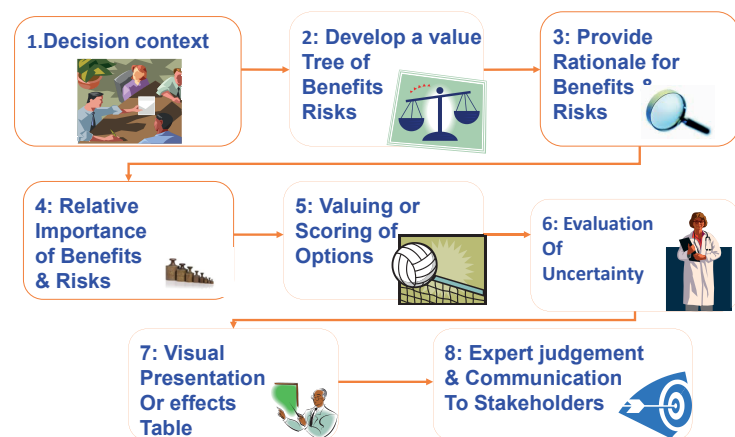 1.Decision context
2: Develop a value
Tree of
Benefits
Risks
3: Provide
Rationale for
Benefits &
Risks
4: Relative
Importance
of Benefits
& Risks
5: Valuing or
Scoring of
Options
6: Evaluation
Of
Uncertainty
7: Visual
Presentation
Or effects
Table
8: Expert judgement
& Communication
To Stakeholders